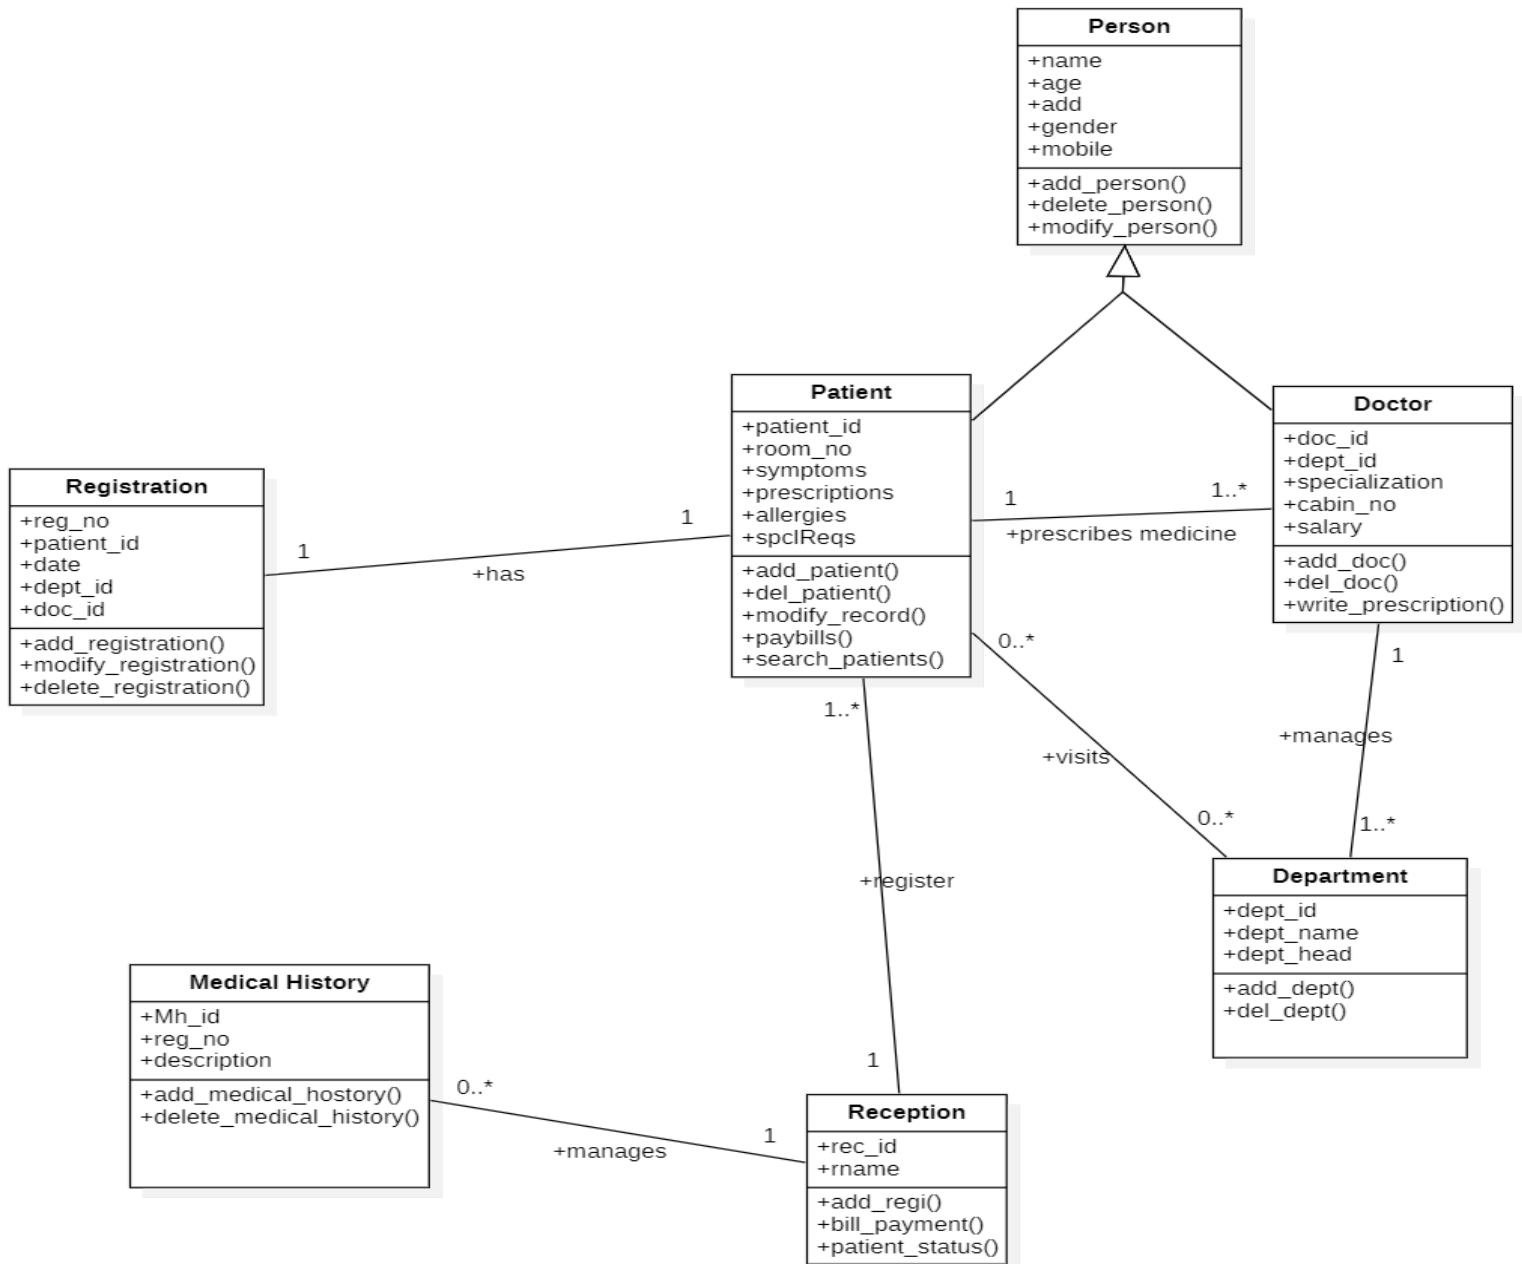 Person
+name
+age
+add
+gender
+mobile
+add_person()
+delete_person()
+modify_person()
Patient
+patient_id
+room_no
+symptoms
+prescriptions
+allergies
+spclReqs
+add_patient()
+del_patient()
+modify_record()
+paybills()
+search_patients()
Doctor
+doc_id
+dept_id
+specialization
+cabin_no
+salary
+add_doc()
+del_doc()
+write_prescription()
Registration
+reg_no
+patient_id
+date
+dept_id
+doc_id
+add_registration()
+modify_registration()
+delete_registration()
1
+has
1
1
+prescribes medicine
1..*
0..*
+visits
0..*
1
+manages
1..*
1..*
+register
1
Department
+dept_id
+dept_name
+dept_head
+add_dept()
+del_dept()
Medical History
+Mh_id
+reg_no
+description
+add_medical_hostory()
+delete_medical_history()
0..*
+manages
1
Reception
+rec_id
+rname
+add_regi()
+bill_payment()
+patient_status()